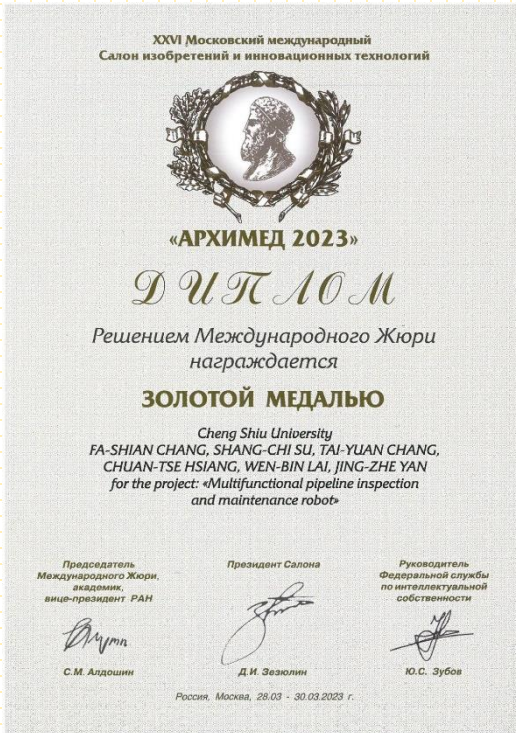 XXVI Московский международный
Салон изобретений и инновационных технологий
«АРХИМЕД 2023»
ДИПЛОМ
Решением Международного Жюри
награждается
ЗОЛОТОЙ МЕДАЛЬЮ
Cheng Shiu University
FA-SHIAN CHANG, SHANG-CHI SU, TAI-YUAN CHANG,
CHUAN-TSE HSIANG, WEN-BIN LAI, JING-ZHE YAN
for the project: «Multifunctional pipeline inspection
and maintenance robot»
Председатель
Международного Жюри,
академик,
вице-президент РАН
С.М. Алдошин
Президент Салона
Д.И. Зезюлин
Руководитель
Федеральной службы
по интеллектуальной
собственности
Ю.С. Зубов
Россия, Москва, 28.03 - 30.03.2023 г.